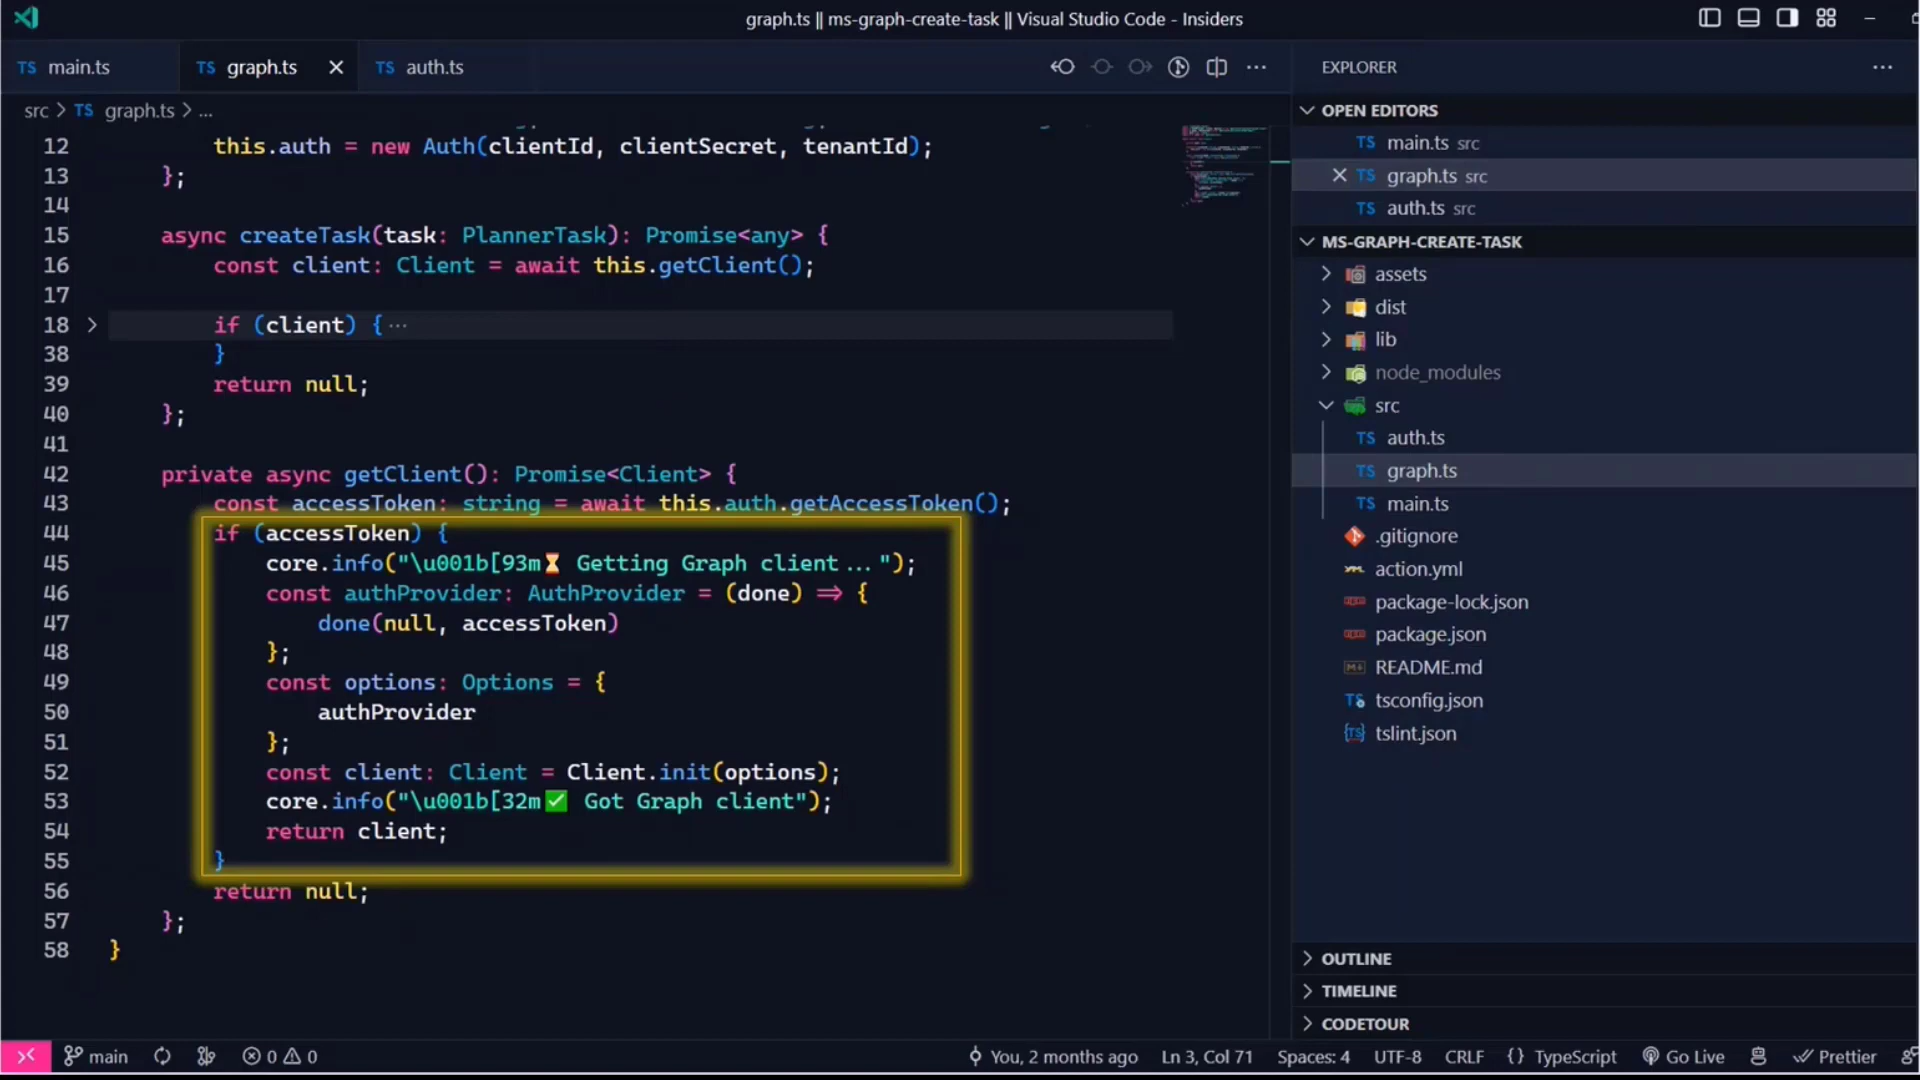 graph.ts || ms-graph-create-task || Visual Studio Code - Insiders
TS main.ts
TS graph.ts
TS auth.ts
src > TS graph.ts > ...
12 this.auth = new Auth(clientId, clientSecret, tenantId);
13 };
14
15 async createTask(task: PlannerTask): Promise<any> {
16 const client: Client = await this.getClient();
17
18 if (client) {···
38 }
39 return null;
40 };
41
42 private async getClient(): Promise<Client> {
43 const accessToken: string = await this.auth.getAccessToken();
44 if (accessToken) {
45 core.info("\u001b[93m⌛ Getting Graph client...");
46 const authProvider: AuthProvider = (done) => {
47 done(null, accessToken)
48 };
49 const options: Options = {
50 authProvider
51 };
52 const client: Client = Client.init(options);
53 core.info("\u001b[32m✅ Got Graph client");
54 return client;
55 }
56 return null;
57 };
58 }
EXPLORER
OPEN EDITORS
TS main.ts src
TS graph.ts src
TS auth.ts src
MS-GRAPH-CREATE-TASK
assets
dist
lib
node_modules
src
TS auth.ts
TS graph.ts
TS main.ts
.gitignore
action.yml
package-lock.json
package.json
README.md
tsconfig.json
tslint.json
OUTLINE
TIMELINE
CODETOUR
main
0 0
You, 2 months ago
Ln 3, Col 71
Spaces: 4
UTF-8
CRLF
{} TypeScript
Go Live
Prettier